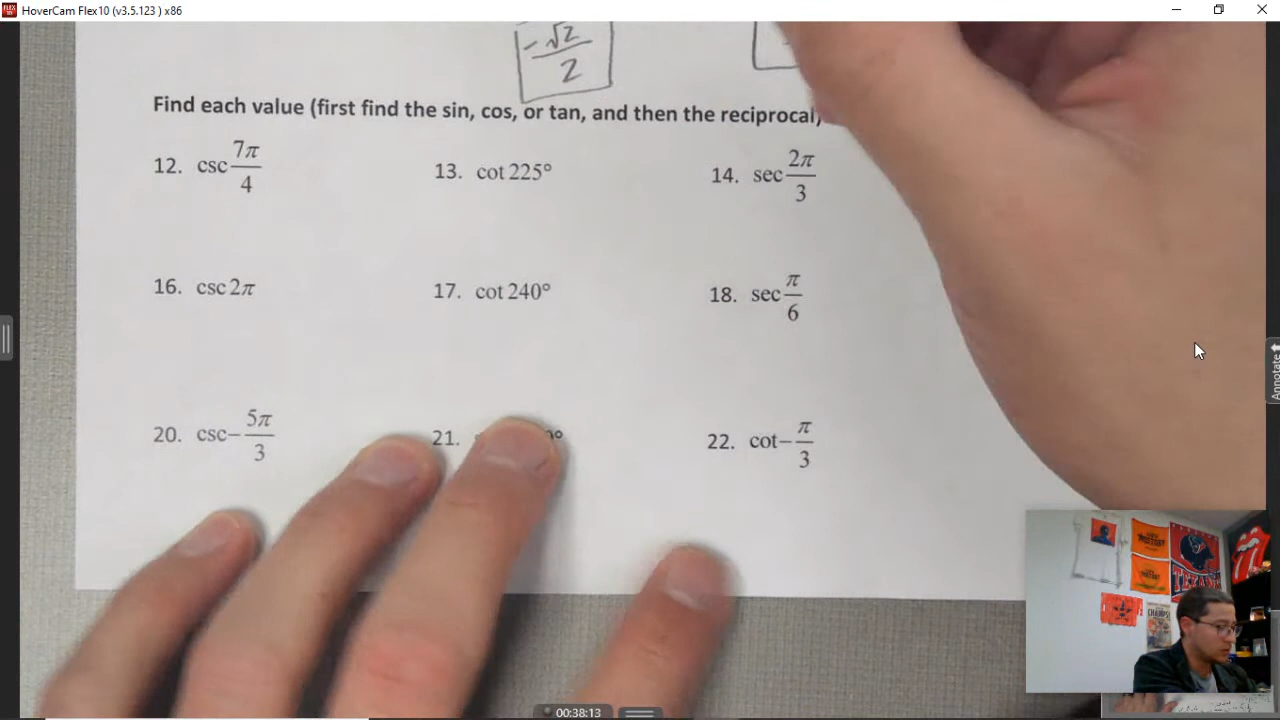 HoverCam Flex10 (v3.5.123 ) x86
-√2
2
Find each value (first find the sin, cos, or tan, and then the reciprocal)
12. csc 7π/4
13. cot 225°
14. sec 2π/3
16. csc 2π
17. cot 240°
18. sec π/6
20. csc− 5π/3
21.
22. cot− π/3
Annotate
TEXANS
00:38:13